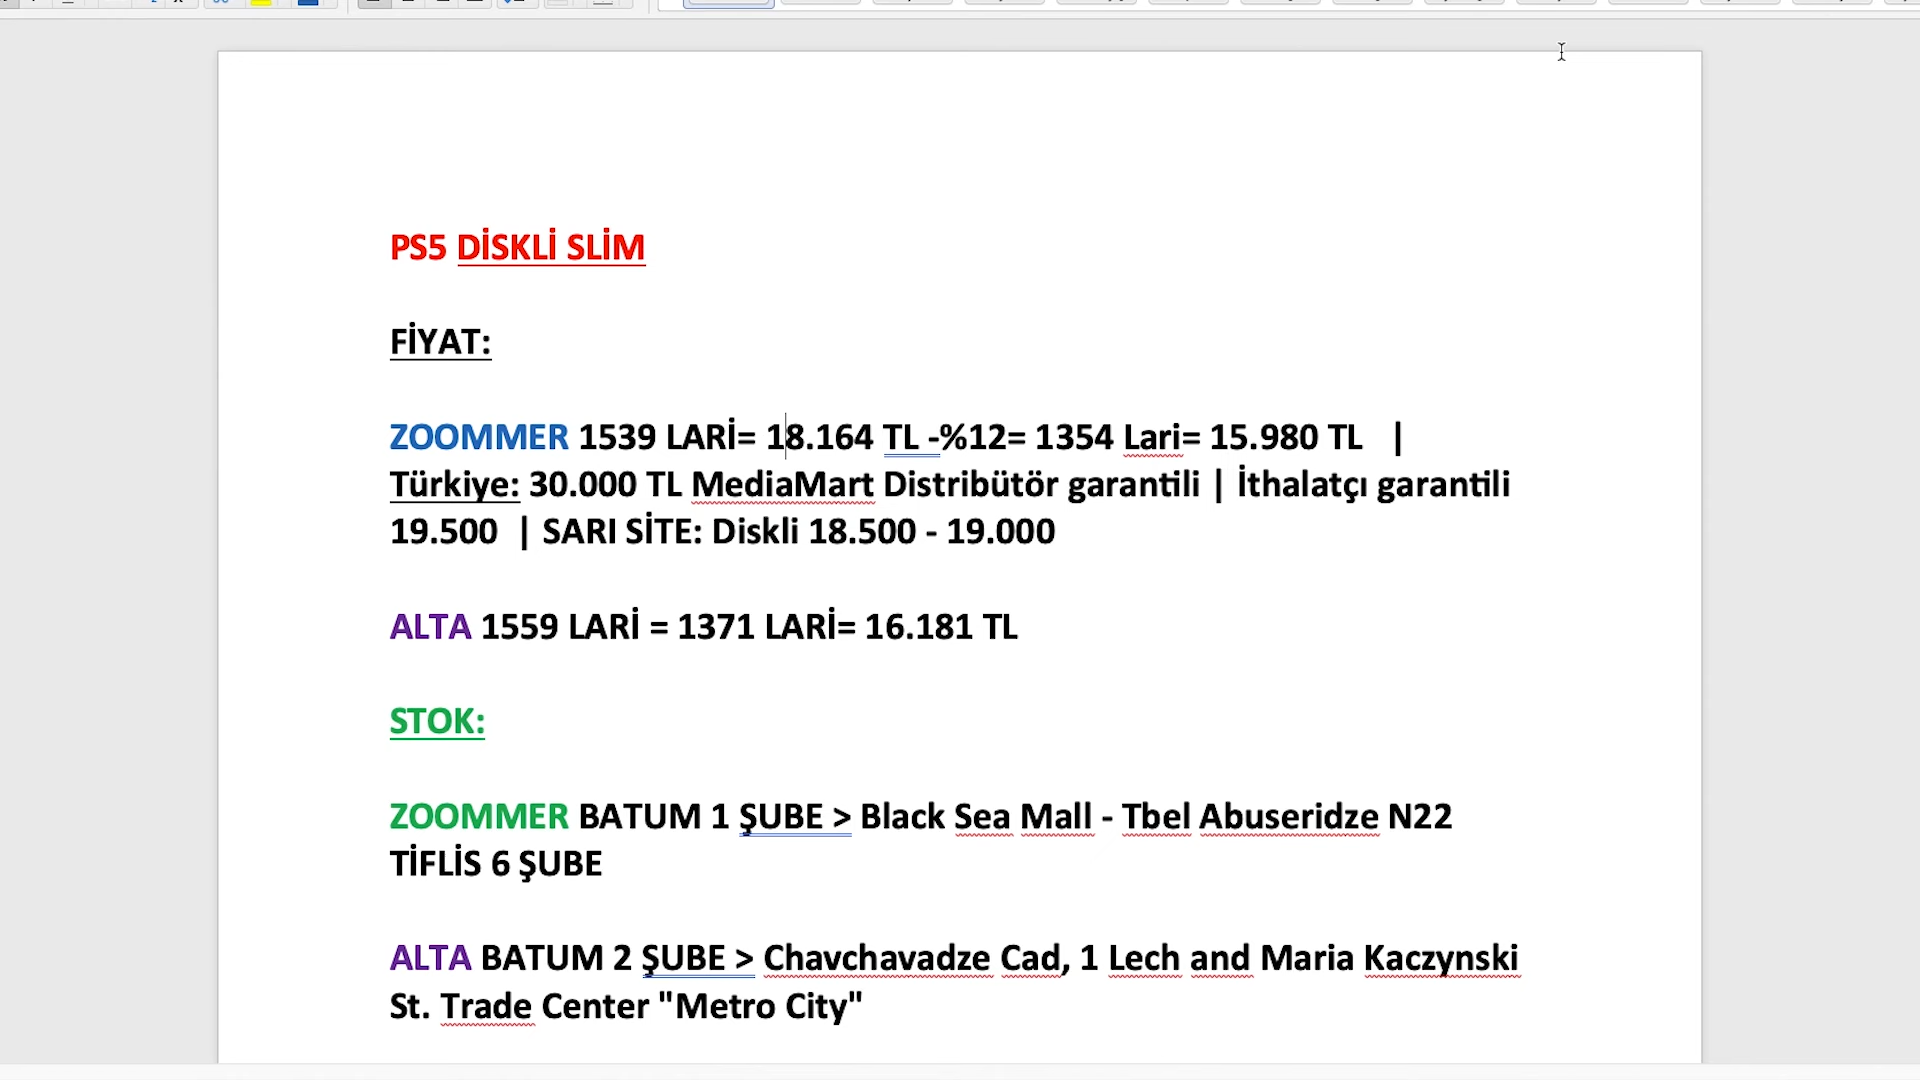 PS5 DİSKLİ SLİM
FİYAT:
ZOOMMER 1539 LARİ= 18.164 TL -%12= 1354 Lari= 15.980 TL |
Türkiye: 30.000 TL MediaMart Distribütör garantili | İthalatçı garantili
19.500 | SARI SİTE: Diskli 18.500 - 19.000
ALTA 1559 LARİ = 1371 LARİ= 16.181 TL
STOK:
ZOOMMER BATUM 1 ŞUBE > Black Sea Mall - Tbel Abuseridze N22
TİFLİS 6 ŞUBE
ALTA BATUM 2 ŞUBE > Chavchavadze Cad, 1 Lech and Maria Kaczynski
St. Trade Center "Metro City"